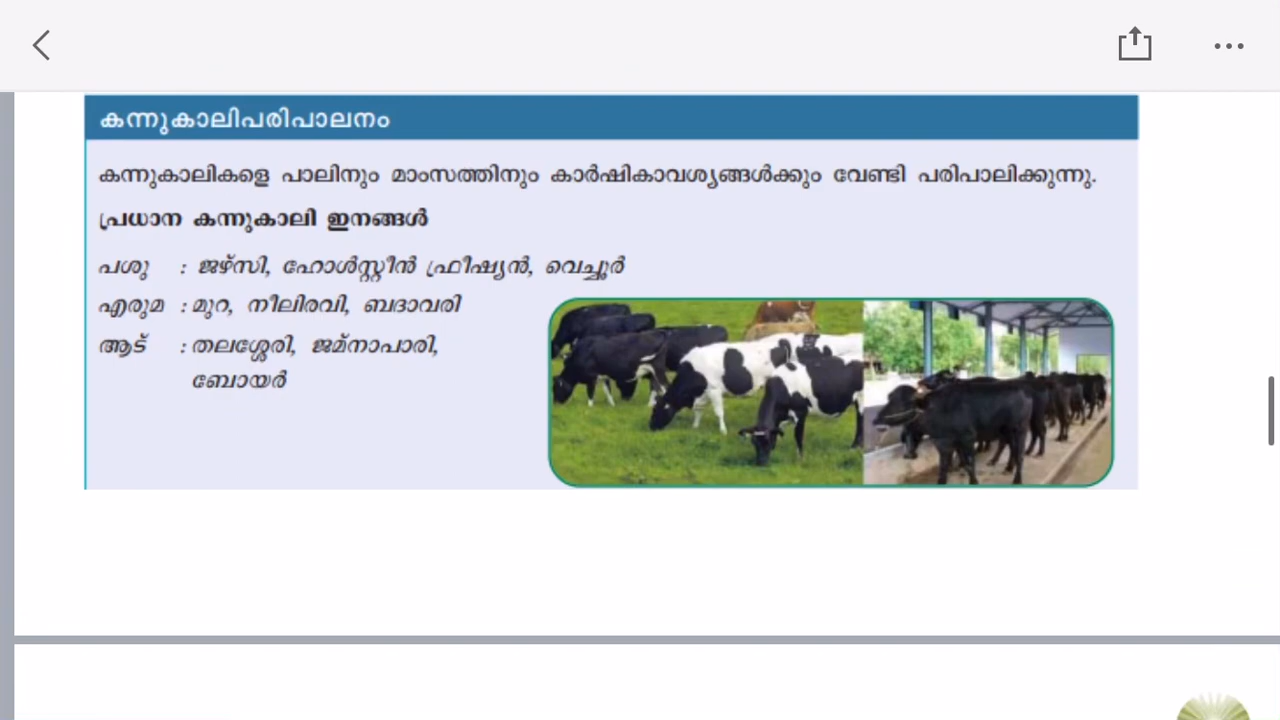 കന്നുകാലിപരിപാലനം
കന്നുകാലികളെ പാലിനും മാംസത്തിനും കാർഷികാവശ്യങ്ങൾക്കും വേണ്ടി പരിപാലിക്കുന്നു.
പ്രധാന കന്നുകാലി ഇനങ്ങൾ
പശു : ജഴ്സി, ഹോൾസ്റ്റീൻ ഫ്രീഷ്യൻ, വെച്ചൂർ
എരുമ : മുറ, നീലിരവി, ബദാവരി
ആട് : തലശ്ശേരി, ജമ്നാപാരി,
ബോയർ